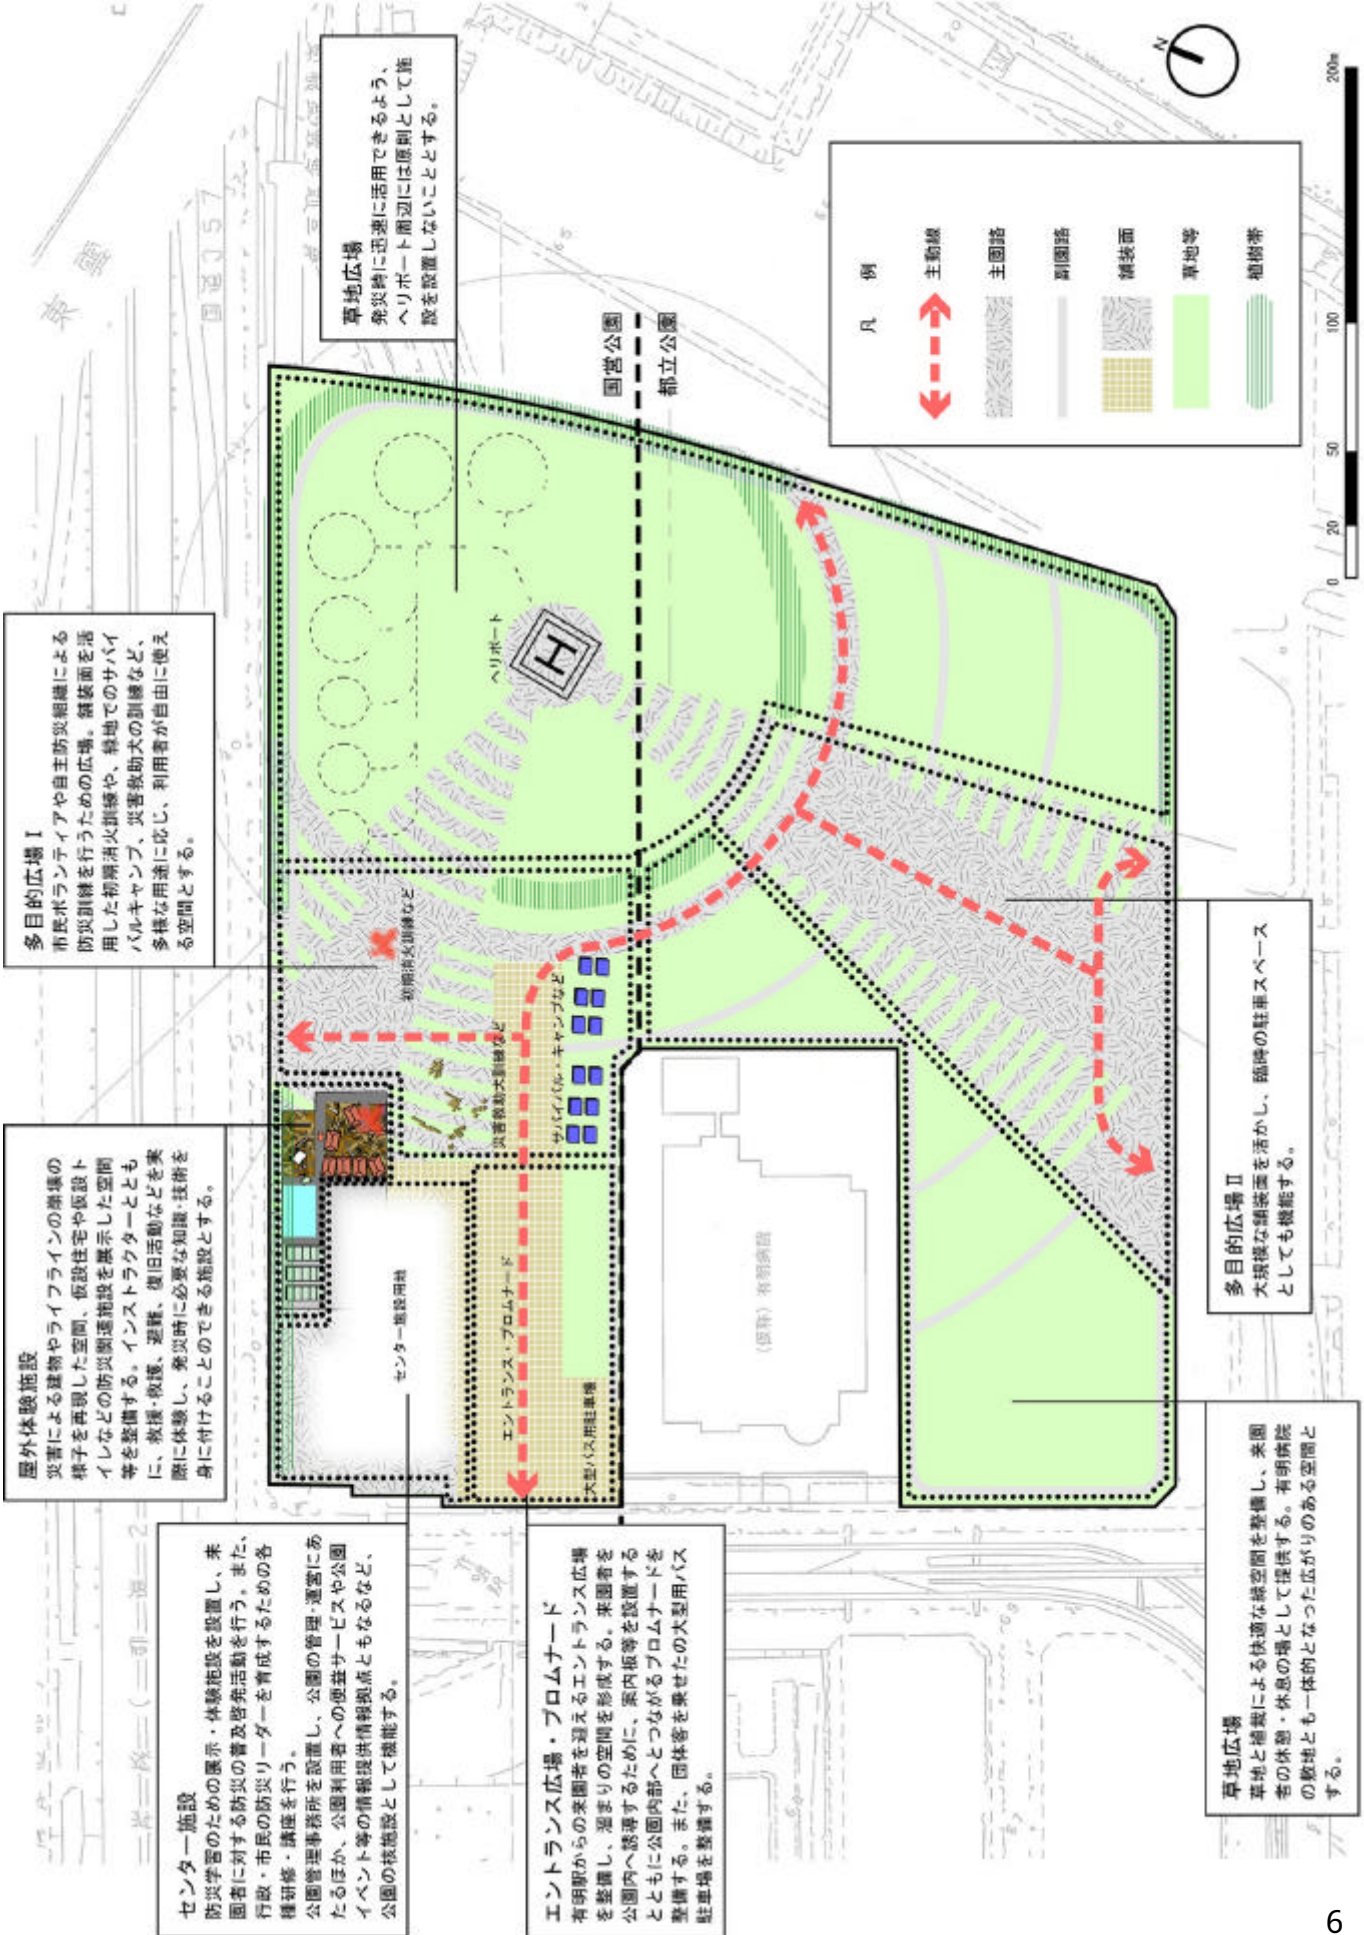 センター施設
防災学習のための展示・体験施設を設置し、来
園者に対する防災の普及啓発活動を行う。また、
行政・市民の防災リーダーを育成するための各
種研修・講座を行う。
公園管理事務所を設置し、公園の管理・運営にあ
たるほか、公園利用者への便益サービスや公園
イベント等の情報提供情報拠点ともなるなど、
公園の核施設として機能する。
屋外体験施設
災害による建物やライフラインの崩壊の
様子を再現した空間、仮設住宅や仮設ト
イレなどの防災関連施設を展示した空間
等を整備する。インストラクターととも
に、救援・救護、避難、復旧活動などを実
際に体験し、発災時に必要な知識・技術を
身に付けることのできる施設とする。
多目的広場Ⅰ
市民ボランティアや自主防災組織による
防災訓練を行うための広場。舗装面を活
用した初期消火訓練や、緑地でのサバイ
バルキャンプ、災害救助犬の訓練など、
多様な用途に応じ、利用者が自由に使え
る空間とする。
草地広場
発災時に迅速に活用できるよう、
ヘリポート周辺には原則として施
設を設置しないこととする。
エントランス広場・プロムナード
有明駅からの来園者を迎えるエントランス広場
を整備し、溜まりの空間を形成する。来園者を
公園内へ誘導するために、案内板等を設置する
とともに公園内部へとつながるプロムナードを
整備する。また、団体客を乗せたの大型用バス
駐車場を整備する。
草地広場
草地と植栽による快適な緑空間を整備し、来園
者の休憩・休息の場として提供する。有明病院
の敷地とも一体的となった広がりのある空間と
する。
多目的広場Ⅱ
大規模な舗装面を活かし、臨時の駐車スペース
としても機能する。
センター施設用地
エントランス・プロムナード
大型バス用駐車場
初期消火訓練など
災害救助犬訓練など
サバイバル・キャンプなど
ヘリポート
H
(仮称)有明病院
国営公園
都立公園
東雲
国道357
凡例
主動線
主園路
副園路
舗装面
草地等
植樹帯
N
0 20 50 100 200m
6